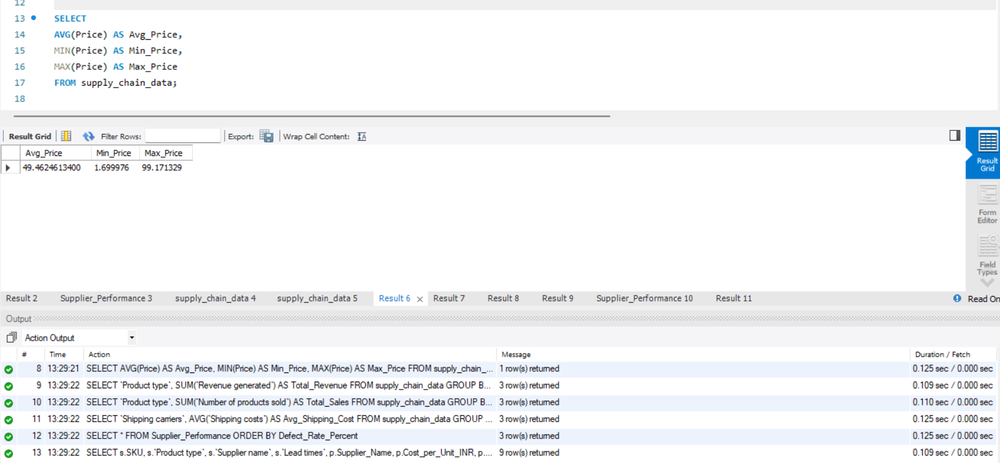 12
13 SELECT
14 AVG(Price) AS Avg_Price,
15 MIN(Price) AS Min_Price,
16 MAX(Price) AS Max_Price
17 FROM supply_chain_data;
18
Result Grid Filter Rows: Export: Wrap Cell Content:
Avg_Price Min_Price Max_Price
49.4624613400 1.699976 99.171329
Result Grid
Form Editor
Field Types
Result 2 Supplier_Performance 3 supply_chain_data 4 supply_chain_data 5 Result 6 Result 7 Result 8 Result 9 Supplier_Performance 10 Result 11 Read On
Output
Action Output
# Time Action Message Duration / Fetch
8 13:29:21 SELECT AVG(Price) AS Avg_Price, MIN(Price) AS Min_Price, MAX(Price) AS Max_Price FROM supply_chain_... 1 row(s) returned 0.125 sec / 0.000 sec
9 13:29:22 SELECT `Product type`, SUM(`Revenue generated`) AS Total_Revenue FROM supply_chain_data GROUP B... 3 row(s) returned 0.109 sec / 0.000 sec
10 13:29:22 SELECT `Product type`, SUM(`Number of products sold`) AS Total_Sales FROM supply_chain_data GROUP B... 3 row(s) returned 0.110 sec / 0.000 sec
11 13:29:22 SELECT `Shipping carriers`, AVG(`Shipping costs`) AS Avg_Shipping_Cost FROM supply_chain_data GROUP ... 3 row(s) returned 0.125 sec / 0.000 sec
12 13:29:22 SELECT * FROM Supplier_Performance ORDER BY Defect_Rate_Percent 3 row(s) returned 0.125 sec / 0.000 sec
13 13:29:22 SELECT s.SKU, s.`Product type`, s.`Supplier name`, s.`Lead times`, p.Supplier_Name, p.Cost_per_Unit_INR, p.... 9 row(s) returned 0.109 sec / 0.000 sec